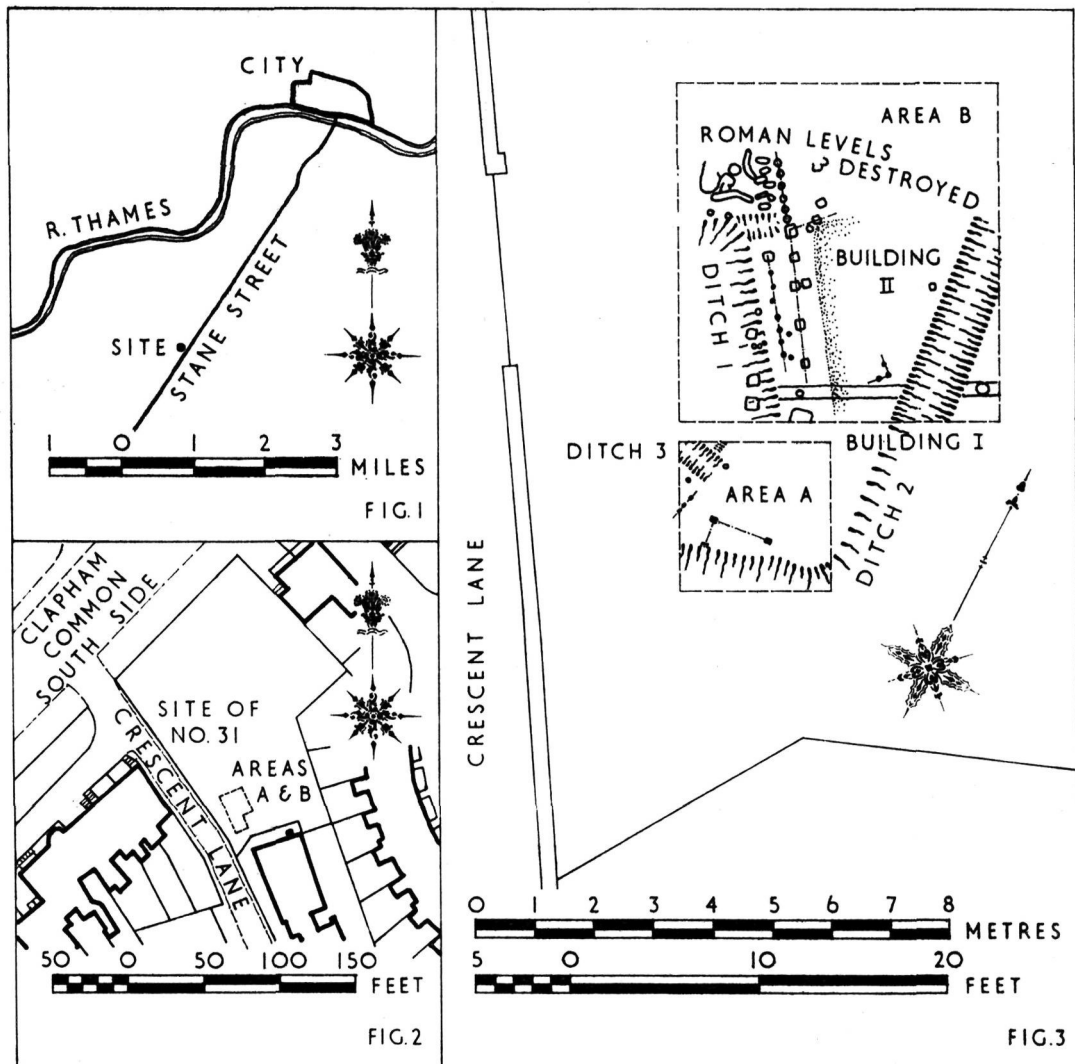 CITY
R. THAMES
STANE STREET
SITE
1 0 1 2 3
MILES
FIG.1
CLAPHAM
COMMON
SOUTH SIDE
SITE OF
NO. 31
CRESCENT LANE
AREAS
A & B
50 0 50 100 150
FEET
FIG.2
AREA B
ROMAN LEVELS
DESTROYED
BUILDING
II
DITCH 1
DITCH 3
BUILDING I
AREA A
DITCH 2
CRESCENT LANE
0 1 2 3 4 5 6 7 8
METRES
5 0 10 20
FEET
FIG.3